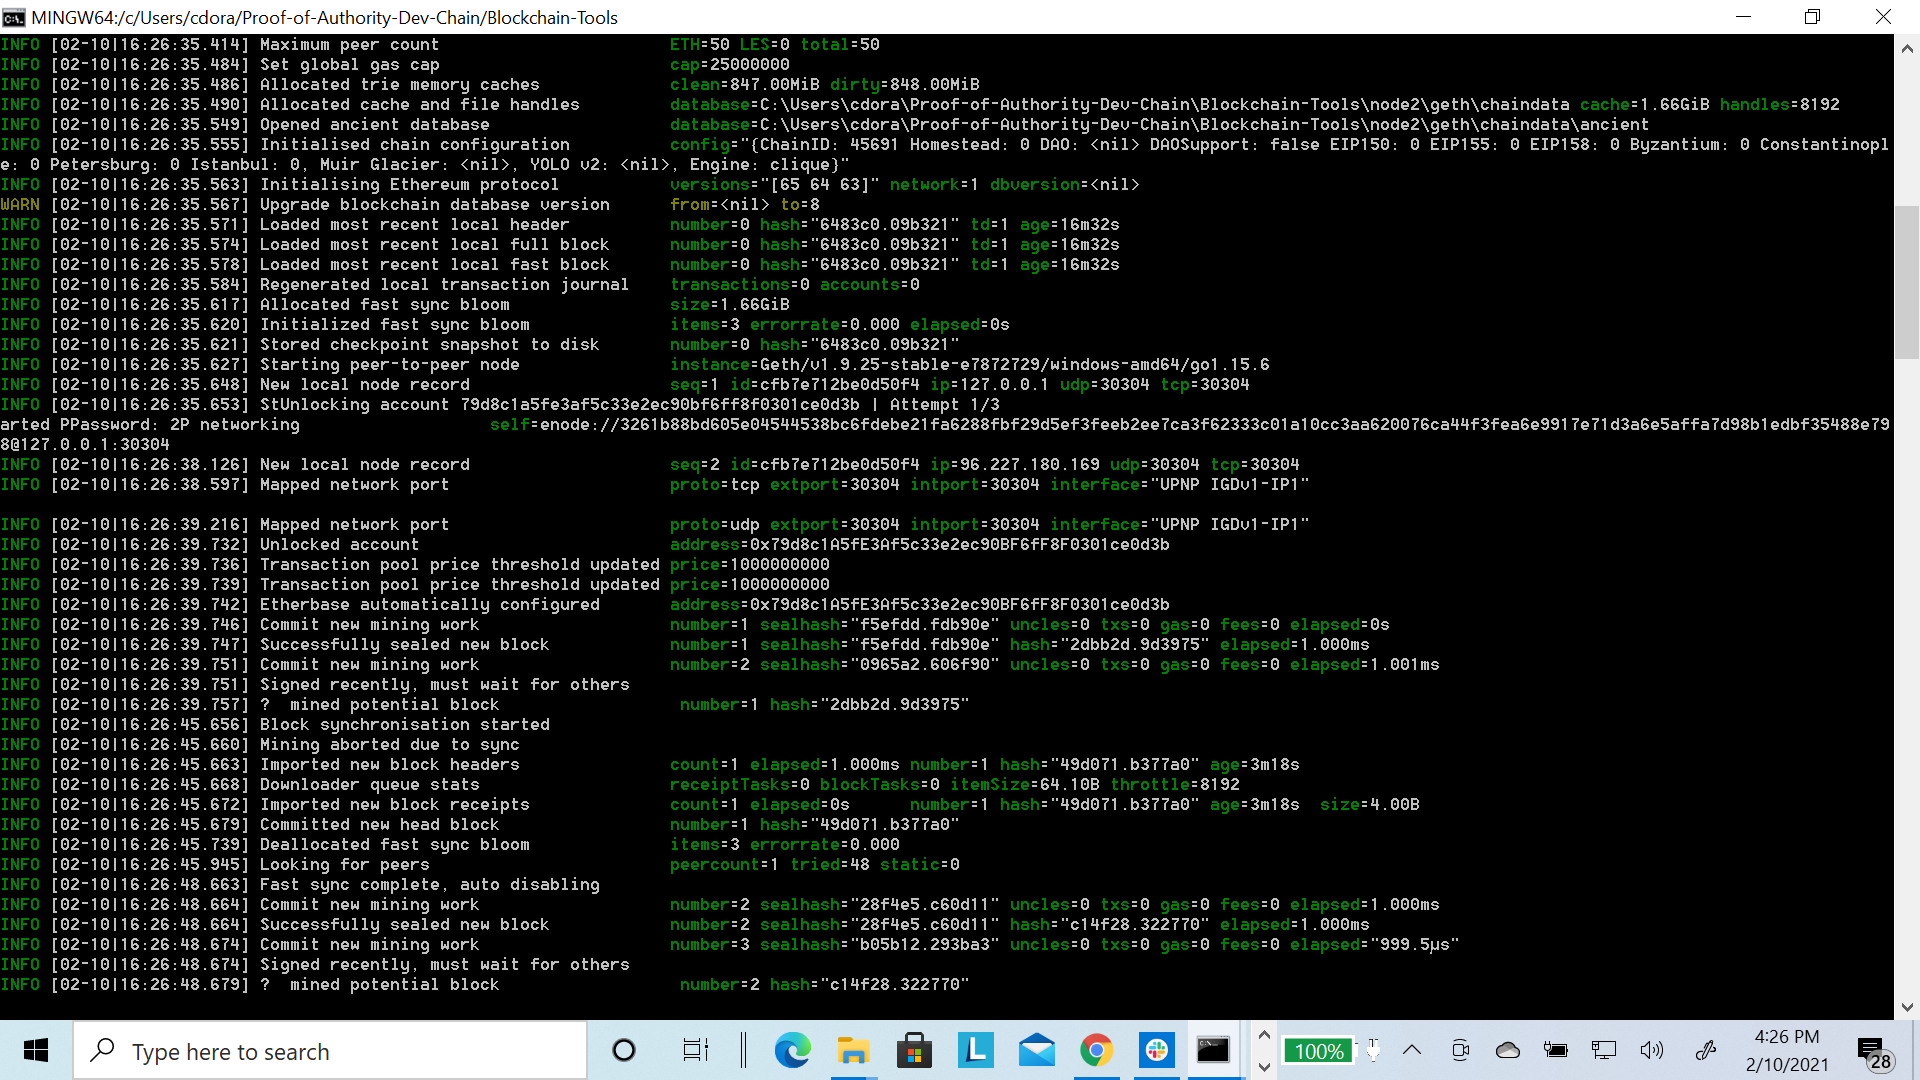 MINGW64:/c/Users/cdora/Proof-of-Authority-Dev-Chain/Blockchain-Tools
INFO [02-10|16:26:35.414] Maximum peer count ETH=50 LES=0 total=50
INFO [02-10|16:26:35.484] Set global gas cap cap=25000000
INFO [02-10|16:26:35.486] Allocated trie memory caches clean=847.00MiB dirty=848.00MiB
INFO [02-10|16:26:35.490] Allocated cache and file handles database=C:\Users\cdora\Proof-of-Authority-Dev-Chain\Blockchain-Tools\node2\geth\chaindata cache=1.66GiB handles=8192
INFO [02-10|16:26:35.549] Opened ancient database database=C:\Users\cdora\Proof-of-Authority-Dev-Chain\Blockchain-Tools\node2\geth\chaindata\ancient
INFO [02-10|16:26:35.555] Initialised chain configuration config="{ChainID: 45691 Homestead: 0 DAO: <nil> DAOSupport: false EIP150: 0 EIP155: 0 EIP158: 0 Byzantium: 0 Constantinopl
e: 0 Petersburg: 0 Istanbul: 0, Muir Glacier: <nil>, YOLO v2: <nil>, Engine: clique}"
INFO [02-10|16:26:35.563] Initialising Ethereum protocol versions="[65 64 63]" network=1 dbversion=<nil>
WARN [02-10|16:26:35.567] Upgrade blockchain database version from=<nil> to=8
INFO [02-10|16:26:35.571] Loaded most recent local header number=0 hash="6483c0.09b321" td=1 age=16m32s
INFO [02-10|16:26:35.574] Loaded most recent local full block number=0 hash="6483c0.09b321" td=1 age=16m32s
INFO [02-10|16:26:35.578] Loaded most recent local fast block number=0 hash="6483c0.09b321" td=1 age=16m32s
INFO [02-10|16:26:35.584] Regenerated local transaction journal transactions=0 accounts=0
INFO [02-10|16:26:35.617] Allocated fast sync bloom size=1.66GiB
INFO [02-10|16:26:35.620] Initialized fast sync bloom items=3 errorrate=0.000 elapsed=0s
INFO [02-10|16:26:35.621] Stored checkpoint snapshot to disk number=0 hash="6483c0.09b321"
INFO [02-10|16:26:35.627] Starting peer-to-peer node instance=Geth/v1.9.25-stable-e7872729/windows-amd64/go1.15.6
INFO [02-10|16:26:35.648] New local node record seq=1 id=cfb7e712be0d50f4 ip=127.0.0.1 udp=30304 tcp=30304
INFO [02-10|16:26:35.653] StUnlocking account 79d8c1a5fe3af5c33e2ec90bf6ff8f0301ce0d3b | Attempt 1/3
arted PPassword: 2P networking self=enode://3261b88bd605e04544538bc6fdebe21fa6288fbf29d5ef3feeb2ee7ca3f62333c01a10cc3aa620076ca44f3fea6e9917e71d3a6e5affa7d98b1edbf35488e79
8@127.0.0.1:30304
INFO [02-10|16:26:38.126] New local node record seq=2 id=cfb7e712be0d50f4 ip=96.227.180.169 udp=30304 tcp=30304
INFO [02-10|16:26:38.597] Mapped network port proto=tcp extport=30304 intport=30304 interface="UPNP IGDv1-IP1"
INFO [02-10|16:26:39.216] Mapped network port proto=udp extport=30304 intport=30304 interface="UPNP IGDv1-IP1"
INFO [02-10|16:26:39.732] Unlocked account address=0x79d8c1A5fE3Af5c33e2ec90BF6fF8F0301ce0d3b
INFO [02-10|16:26:39.736] Transaction pool price threshold updated price=1000000000
INFO [02-10|16:26:39.739] Transaction pool price threshold updated price=1000000000
INFO [02-10|16:26:39.742] Etherbase automatically configured address=0x79d8c1A5fE3Af5c33e2ec90BF6fF8F0301ce0d3b
INFO [02-10|16:26:39.746] Commit new mining work number=1 sealhash="f5efdd.fdb90e" uncles=0 txs=0 gas=0 fees=0 elapsed=0s
INFO [02-10|16:26:39.747] Successfully sealed new block number=1 sealhash="f5efdd.fdb90e" hash="2dbb2d.9d3975" elapsed=1.000ms
INFO [02-10|16:26:39.751] Commit new mining work number=2 sealhash="0965a2.606f90" uncles=0 txs=0 gas=0 fees=0 elapsed=1.001ms
INFO [02-10|16:26:39.751] Signed recently, must wait for others
INFO [02-10|16:26:39.757] ? mined potential block number=1 hash="2dbb2d.9d3975"
INFO [02-10|16:26:45.656] Block synchronisation started
INFO [02-10|16:26:45.660] Mining aborted due to sync
INFO [02-10|16:26:45.663] Imported new block headers count=1 elapsed=1.000ms number=1 hash="49d071.b377a0" age=3m18s
INFO [02-10|16:26:45.668] Downloader queue stats receiptTasks=0 blockTasks=0 itemSize=64.10B throttle=8192
INFO [02-10|16:26:45.672] Imported new block receipts count=1 elapsed=0s number=1 hash="49d071.b377a0" age=3m18s size=4.00B
INFO [02-10|16:26:45.679] Committed new head block number=1 hash="49d071.b377a0"
INFO [02-10|16:26:45.739] Deallocated fast sync bloom items=3 errorrate=0.000
INFO [02-10|16:26:45.945] Looking for peers peercount=1 tried=48 static=0
INFO [02-10|16:26:48.663] Fast sync complete, auto disabling
INFO [02-10|16:26:48.664] Commit new mining work number=2 sealhash="28f4e5.c60d11" uncles=0 txs=0 gas=0 fees=0 elapsed=1.000ms
INFO [02-10|16:26:48.664] Successfully sealed new block number=2 sealhash="28f4e5.c60d11" hash="c14f28.322770" elapsed=1.000ms
INFO [02-10|16:26:48.674] Commit new mining work number=3 sealhash="b05b12.293ba3" uncles=0 txs=0 gas=0 fees=0 elapsed="999.5µs"
INFO [02-10|16:26:48.674] Signed recently, must wait for others
INFO [02-10|16:26:48.679] ? mined potential block number=2 hash="c14f28.322770"
Type here to search
L
100%
4:26 PM
2/10/2021
28